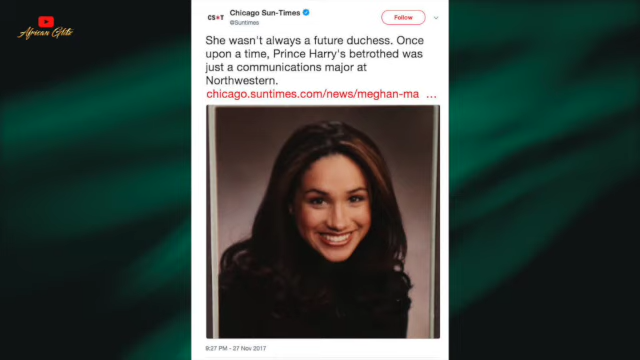 African Glitz
CS★T
Chicago Sun-Times
@Suntimes
Follow
She wasn't always a future duchess. Once
upon a time, Prince Harry's betrothed was
just a communications major at
Northwestern.
chicago.suntimes.com/news/meghan-ma ...
9:27 PM - 27 Nov 2017